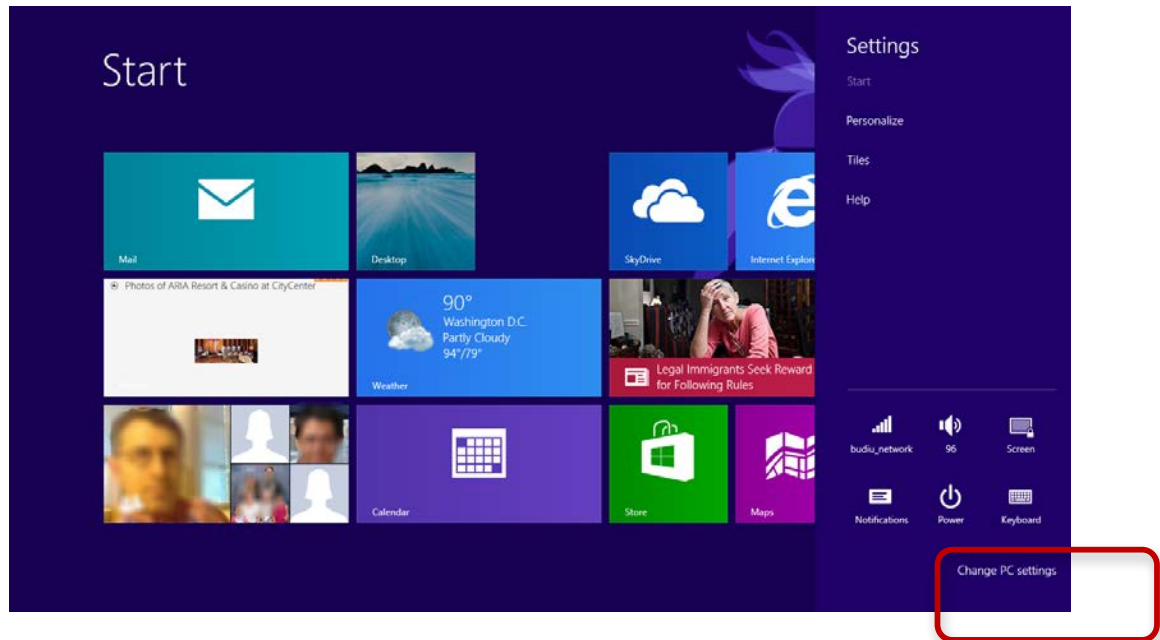 Start
Mail
Desktop
SkyDrive
Internet Explore
Photos of ARIA Resort & Casino at CityCenter
90°
Washington D.C.
Partly Cloudy
94°/79°
Weather
Legal Immigrants Seek Reward
for Following Rules
Calendar
Store
Maps
Settings
Start
Personalize
Tiles
Help
budiu_network
96
Screen
Notifications
Power
Keyboard
Change PC settings